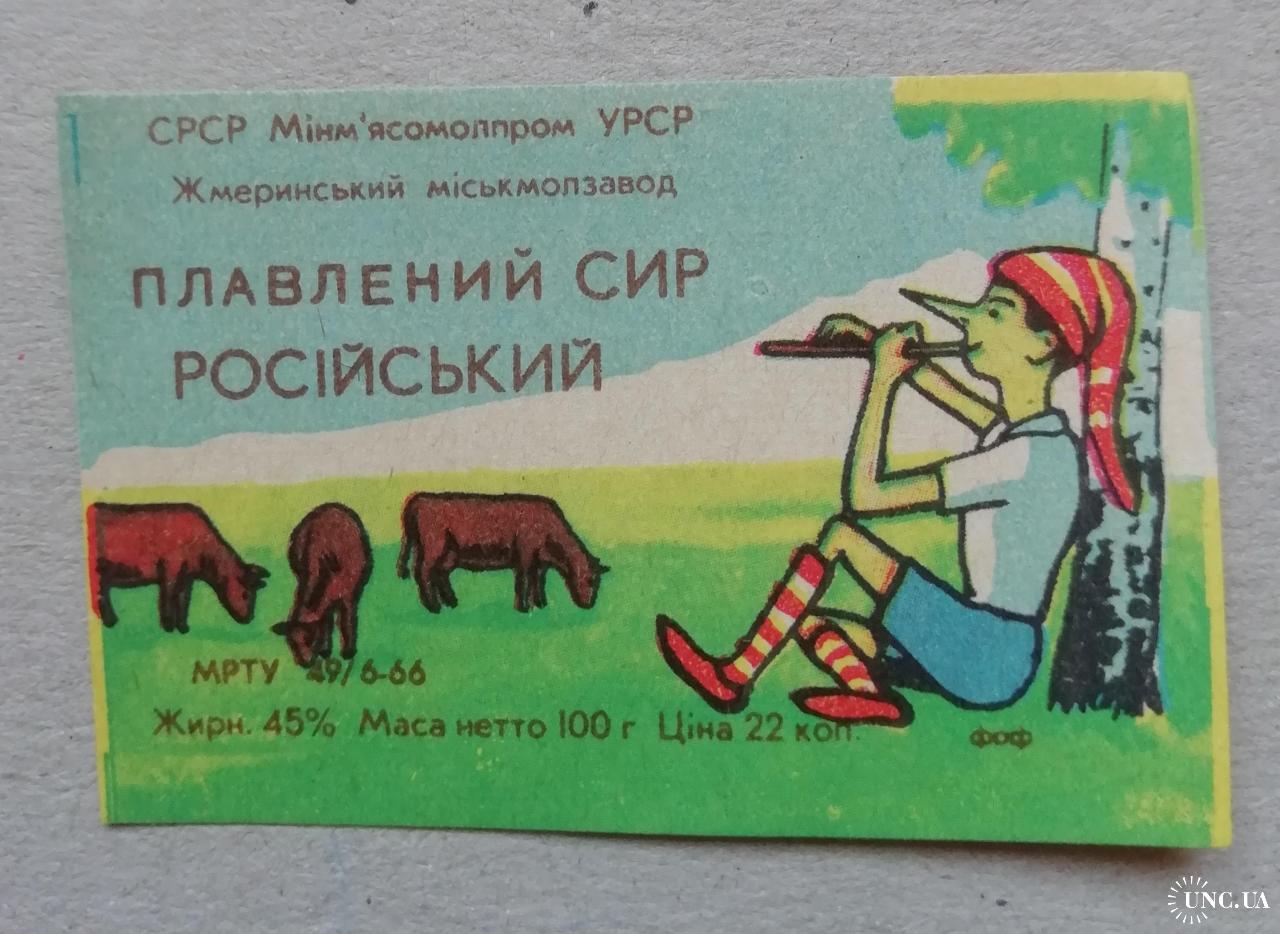 СРСР Мінм'ясомолпром УРСР
Жмеринський міськмолзавод
ПЛАВЛЕНИЙ СИР
РОСІЙСЬКИЙ
МРТУ 49/6-66
Жирн. 45% Маса нетто 100 г Ціна 22 коп.
ФОФ
UNC.UA